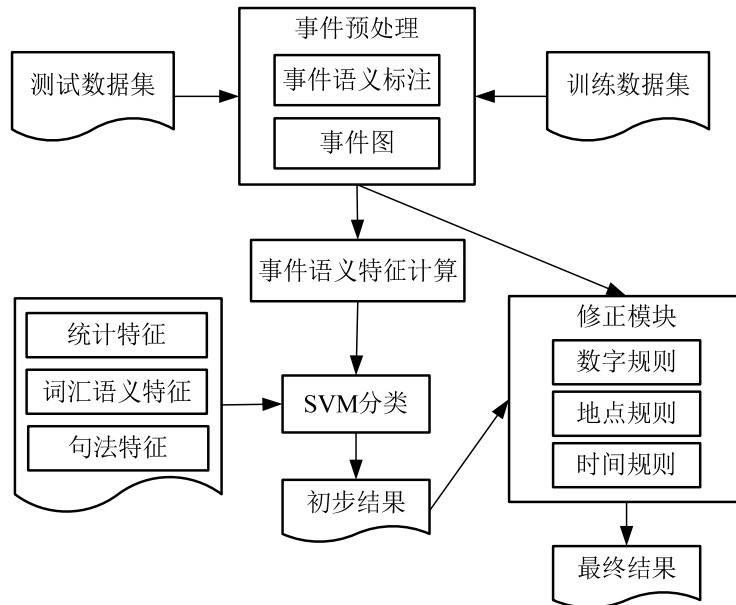 事件预处理
测试数据集
事件语义标注
训练数据集
事件图
事件语义特征计算
统计特征
词汇语义特征
句法特征
SVM分类
初步结果
修正模块
数字规则
地点规则
时间规则
最终结果